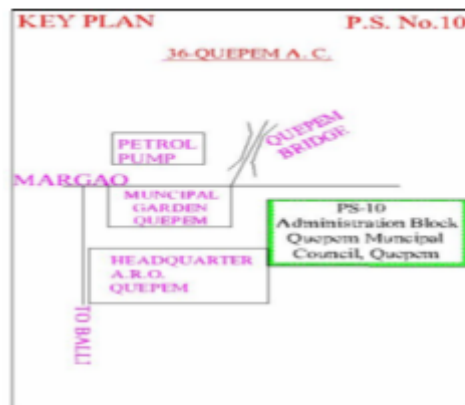 KEY PLAN P.S. No.10
36-QUEPEM A. C.
QUEPEM
BRIDGE
PETROL
PUMP
MARGAO
MUNCIPAL
GARDEN
QUEPEM
PS-10
Administration Block
Quepem Muncipal
Council, Quepem
HEADQUARTER
A.R.O.
QUEPEM
TO BALLI